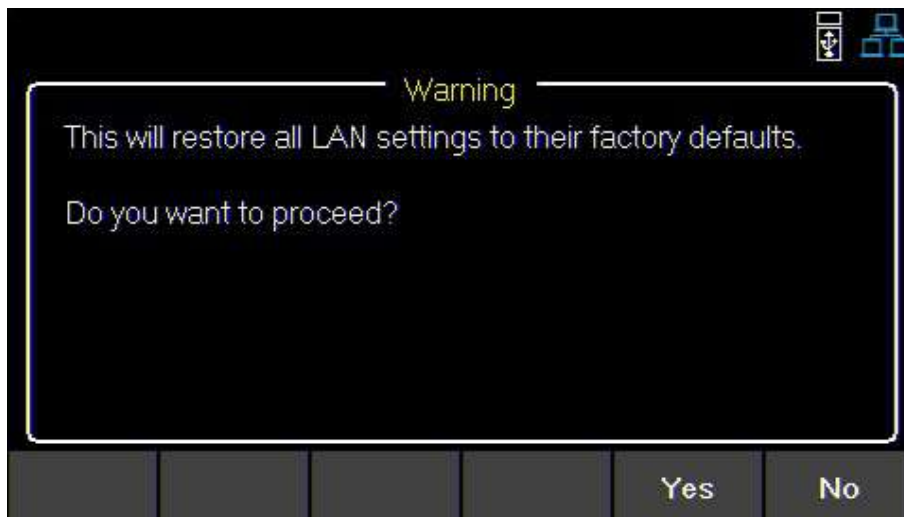 Warning
This will restore all LAN settings to their factory defaults.
Do you want to proceed?
Yes No